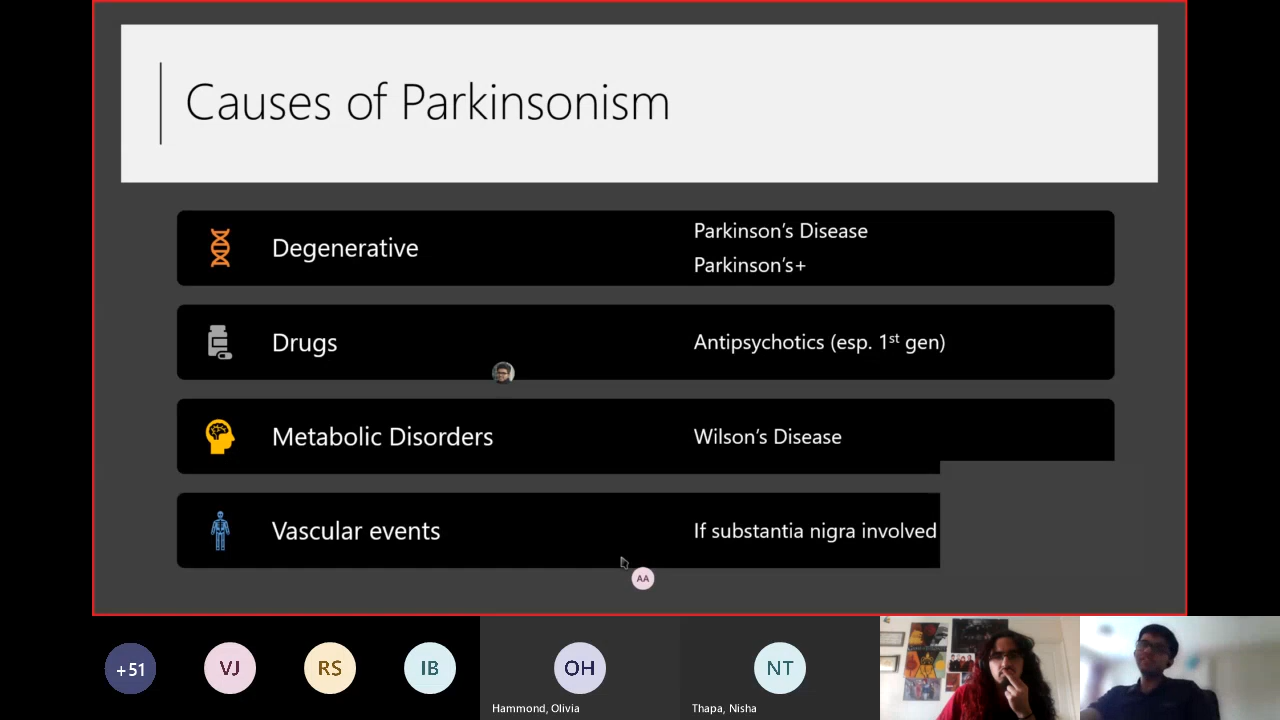 Causes of Parkinsonism
Degenerative
Parkinson's Disease
Parkinson's+
Drugs
Antipsychotics (esp. 1st gen)
Metabolic Disorders
Wilson's Disease
Vascular events
If substantia nigra involved
AA
+51
VJ
RS
IB
OH
NT
Hammond, Olivia
Thapa, Nisha